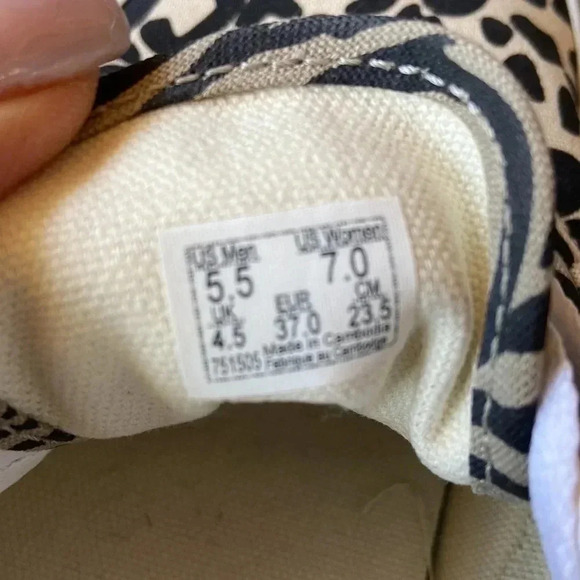 US Men US Women
5.5 7.0
UK EUR CM
4.5 37.0 23.5
751505 Made in Cambodia
Fabriqué au Cambodge